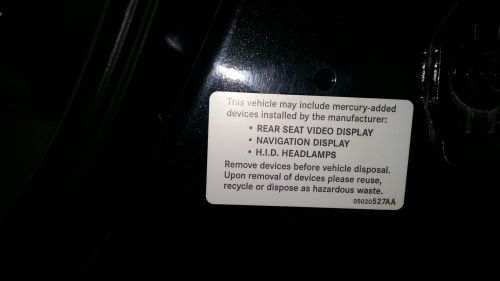 This vehicle may include mercury-added
devices installed by the manufacturer:
• REAR SEAT VIDEO DISPLAY
• NAVIGATION DISPLAY
• H.I.D. HEADLAMPS
Remove devices before vehicle disposal.
Upon removal of devices please reuse,
recycle or dispose as hazardous waste.
05020527AA